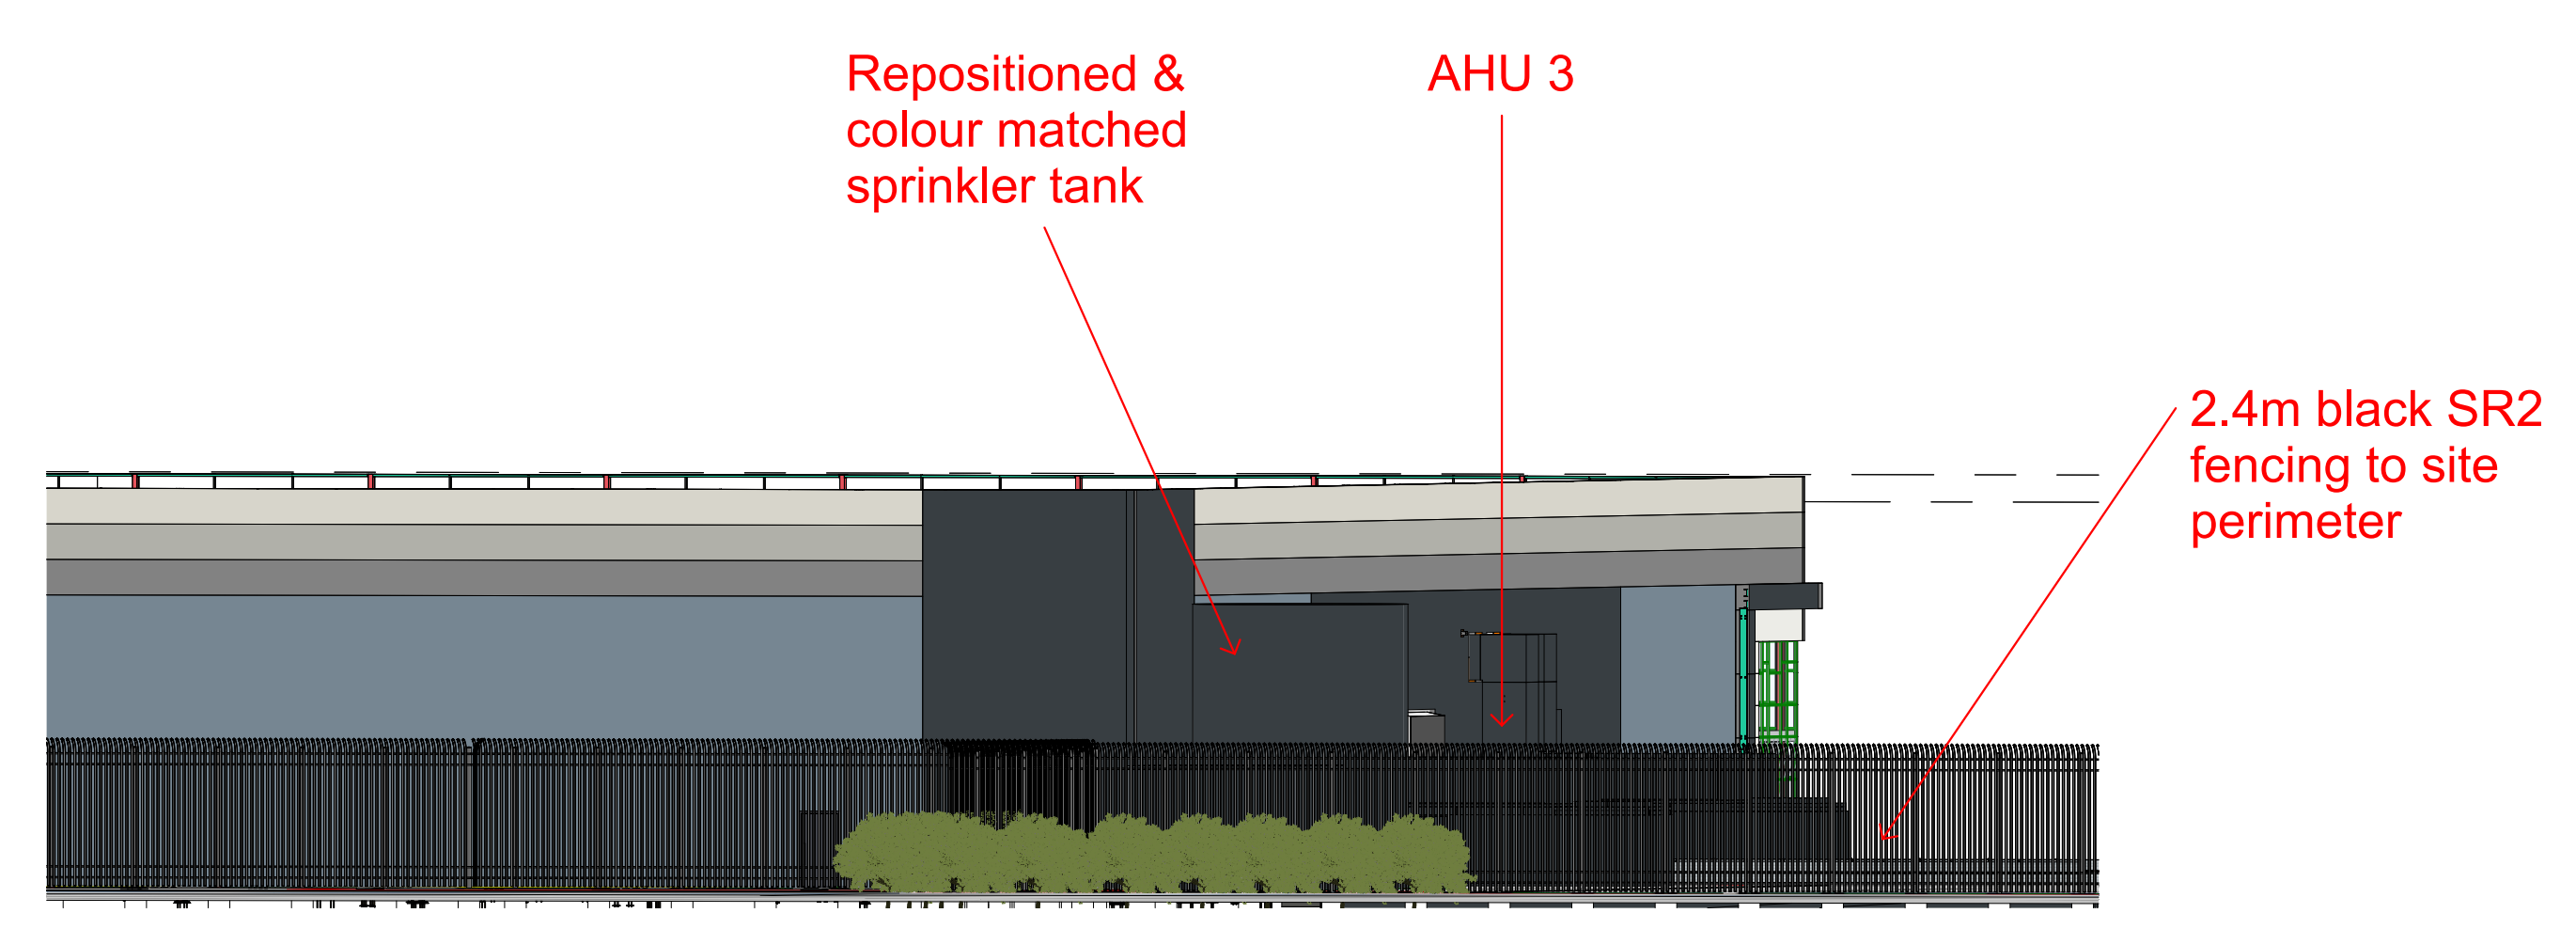 Repositioned &
colour matched
sprinkler tank
AHU 3
2.4m black SR2
fencing to site
perimeter